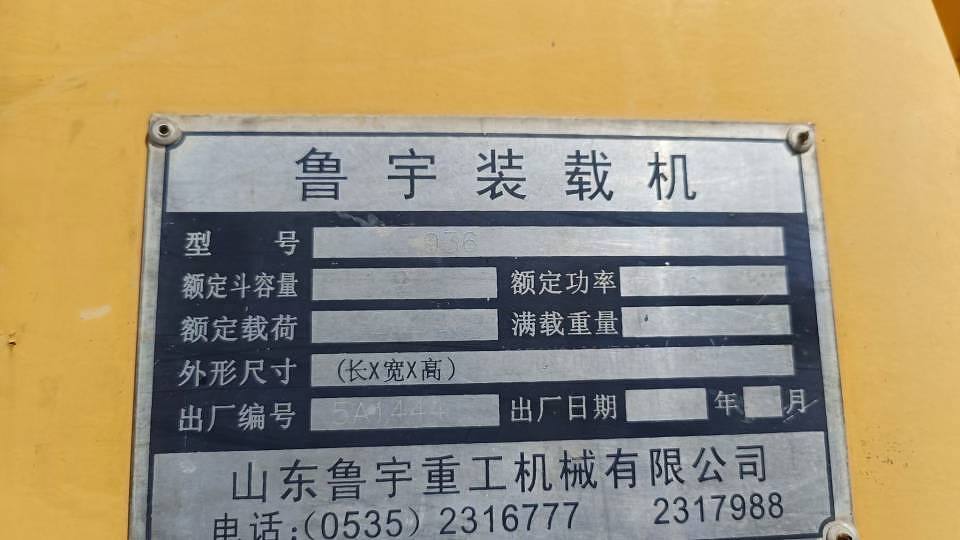 鲁宇装载机
型 号 936
额定斗容量 额定功率
额定载荷 满载重量
外形尺寸 (长X宽X高)
出厂编号 5A1444 出厂日期 年 月
山东鲁宇重工机械有限公司
电话:(0535) 2316777 2317988